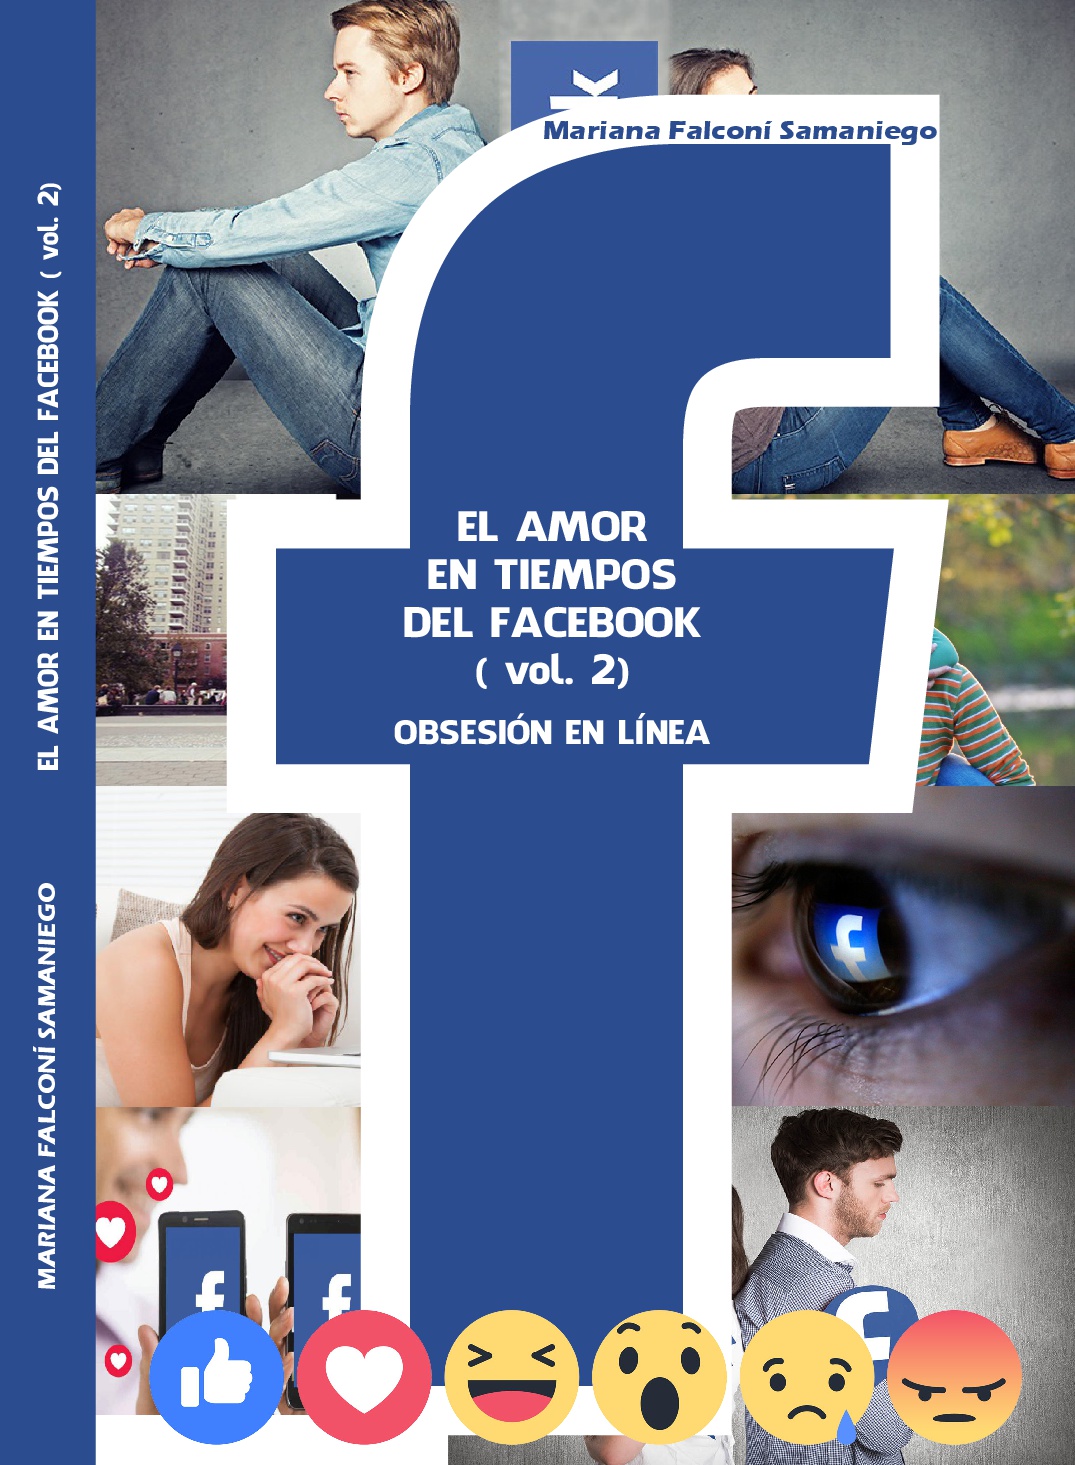 EL AMOR EN TIEMPOS DEL FACEBOOK ( vol. 2)
MARIANA FALCONÍ SAMANIEGO
Mariana Falconí Samaniego
EL AMOR
EN TIEMPOS
DEL FACEBOOK
( vol. 2)
OBSESIÓN EN LÍNEA